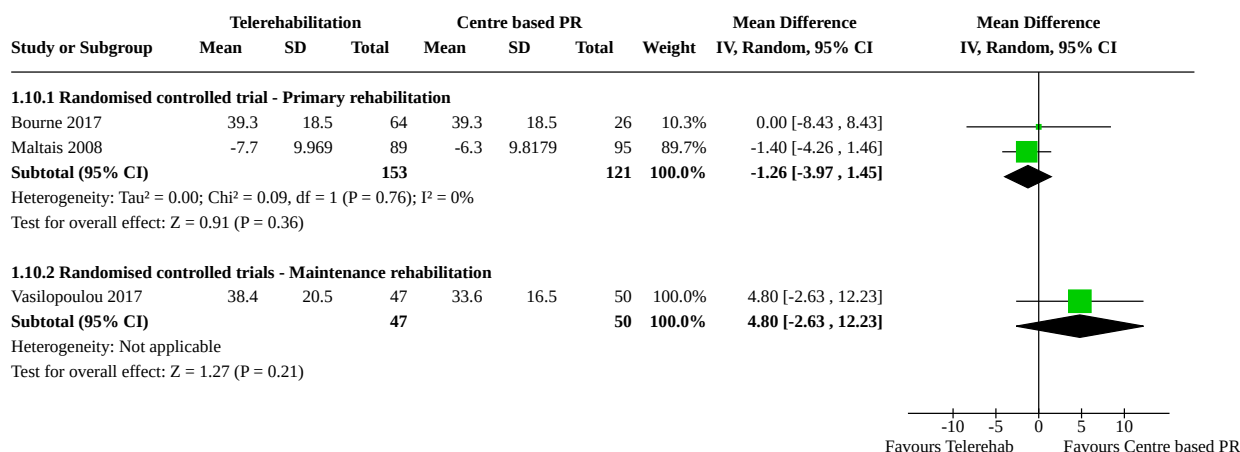 Telerehabilitation Centre based PR Mean Difference Mean Difference
Study or Subgroup Mean SD Total Mean SD Total Weight IV, Random, 95% CI IV, Random, 95% CI
1.10.1 Randomised controlled trial - Primary rehabilitation
Bourne 2017 39.3 18.5 64 39.3 18.5 26 10.3% 0.00 [-8.43 , 8.43]
Maltais 2008 -7.7 9.969 89 -6.3 9.8179 95 89.7% -1.40 [-4.26 , 1.46]
Subtotal (95% CI) 153 121 100.0% -1.26 [-3.97 , 1.45]
Heterogeneity: Tau² = 0.00; Chi² = 0.09, df = 1 (P = 0.76); I² = 0%
Test for overall effect: Z = 0.91 (P = 0.36)
1.10.2 Randomised controlled trials - Maintenance rehabilitation
Vasilopoulou 2017 38.4 20.5 47 33.6 16.5 50 100.0% 4.80 [-2.63 , 12.23]
Subtotal (95% CI) 47 50 100.0% 4.80 [-2.63 , 12.23]
Heterogeneity: Not applicable
Test for overall effect: Z = 1.27 (P = 0.21)
-10 -5 0 5 10
Favours Telerehab Favours Centre based PR